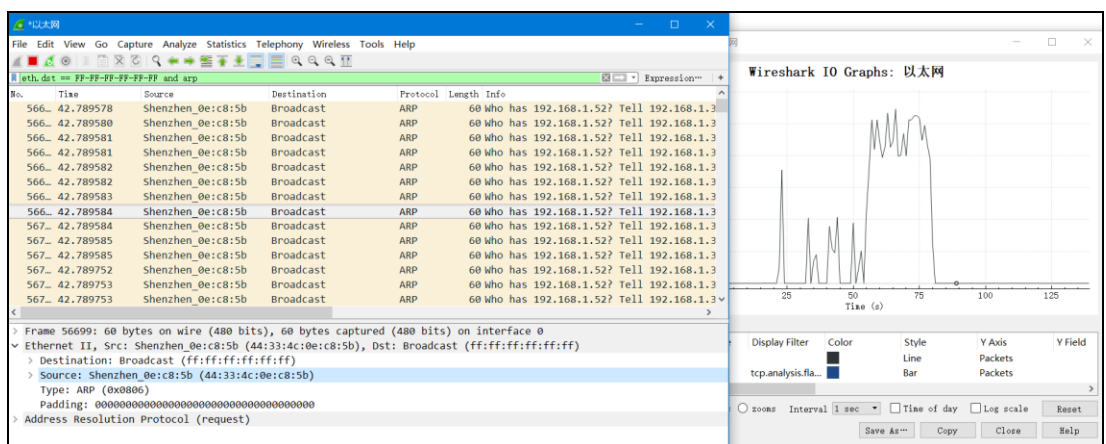 *以太网
File Edit View Go Capture Analyze Statistics Telephony Wireless Tools Help
eth.dst == FF-FF-FF-FF-FF-FF and arp
Expression…
+
No. Time Source Destination Protocol Length Info
566… 42.789578 Shenzhen_0e:c8:5b Broadcast ARP 60 Who has 192.168.1.52? Tell 192.168.1.3
566… 42.789580 Shenzhen_0e:c8:5b Broadcast ARP 60 Who has 192.168.1.52? Tell 192.168.1.3
566… 42.789581 Shenzhen_0e:c8:5b Broadcast ARP 60 Who has 192.168.1.52? Tell 192.168.1.3
566… 42.789581 Shenzhen_0e:c8:5b Broadcast ARP 60 Who has 192.168.1.52? Tell 192.168.1.3
566… 42.789582 Shenzhen_0e:c8:5b Broadcast ARP 60 Who has 192.168.1.52? Tell 192.168.1.3
566… 42.789582 Shenzhen_0e:c8:5b Broadcast ARP 60 Who has 192.168.1.52? Tell 192.168.1.3
566… 42.789583 Shenzhen_0e:c8:5b Broadcast ARP 60 Who has 192.168.1.52? Tell 192.168.1.3
566… 42.789584 Shenzhen_0e:c8:5b Broadcast ARP 60 Who has 192.168.1.52? Tell 192.168.1.3
567… 42.789584 Shenzhen_0e:c8:5b Broadcast ARP 60 Who has 192.168.1.52? Tell 192.168.1.3
567… 42.789585 Shenzhen_0e:c8:5b Broadcast ARP 60 Who has 192.168.1.52? Tell 192.168.1.3
567… 42.789585 Shenzhen_0e:c8:5b Broadcast ARP 60 Who has 192.168.1.52? Tell 192.168.1.3
567… 42.789752 Shenzhen_0e:c8:5b Broadcast ARP 60 Who has 192.168.1.52? Tell 192.168.1.3
567… 42.789753 Shenzhen_0e:c8:5b Broadcast ARP 60 Who has 192.168.1.52? Tell 192.168.1.3
567… 42.789753 Shenzhen_0e:c8:5b Broadcast ARP 60 Who has 192.168.1.52? Tell 192.168.1.3
Frame 56699: 60 bytes on wire (480 bits), 60 bytes captured (480 bits) on interface 0
Ethernet II, Src: Shenzhen_0e:c8:5b (44:33:4c:0e:c8:5b), Dst: Broadcast (ff:ff:ff:ff:ff:ff)
Destination: Broadcast (ff:ff:ff:ff:ff:ff)
Source: Shenzhen_0e:c8:5b (44:33:4c:0e:c8:5b)
Type: ARP (0x0806)
Padding: 000000000000000000000000000000000000
Address Resolution Protocol (request)
网
Wireshark IO Graphs: 以太网
25 50 75 100 125
Time (s)
Display Filter Color Style Y Axis Y Field
Line Packets
tcp.analysis.fla… Bar Packets
zooms Interval 1 sec Time of day Log scale Reset
Save As… Copy Close Help